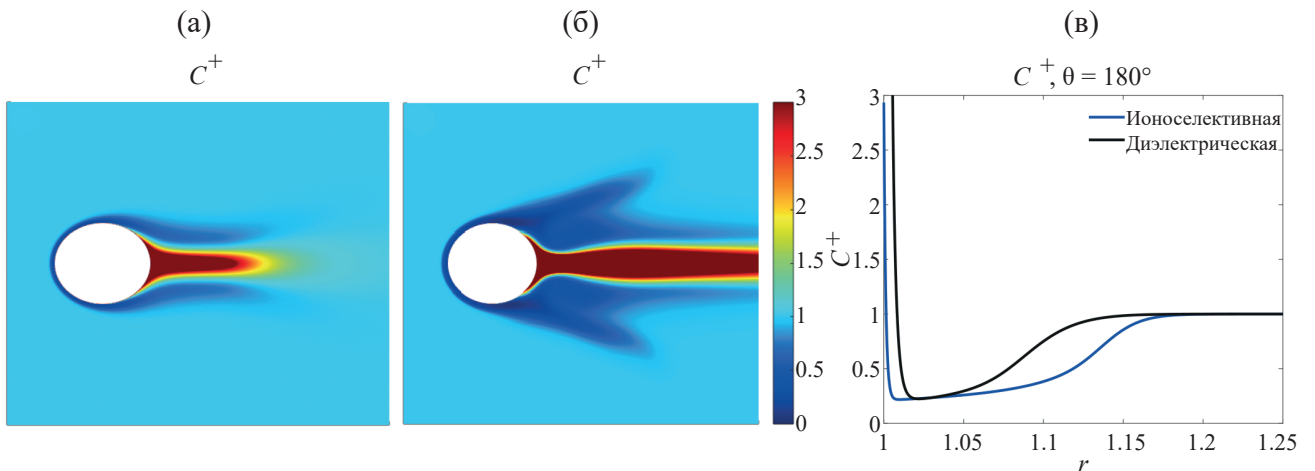 (а)
(б)
(в)
C+
C+
C+, θ = 180°
3
2.5
2
1.5
1
0.5
0
3
2.5
2
1.5
1
0.5
0
C+
Ионоселективная
Диэлектрическая
1
1.05
1.1
1.15
1.2
1.25
r